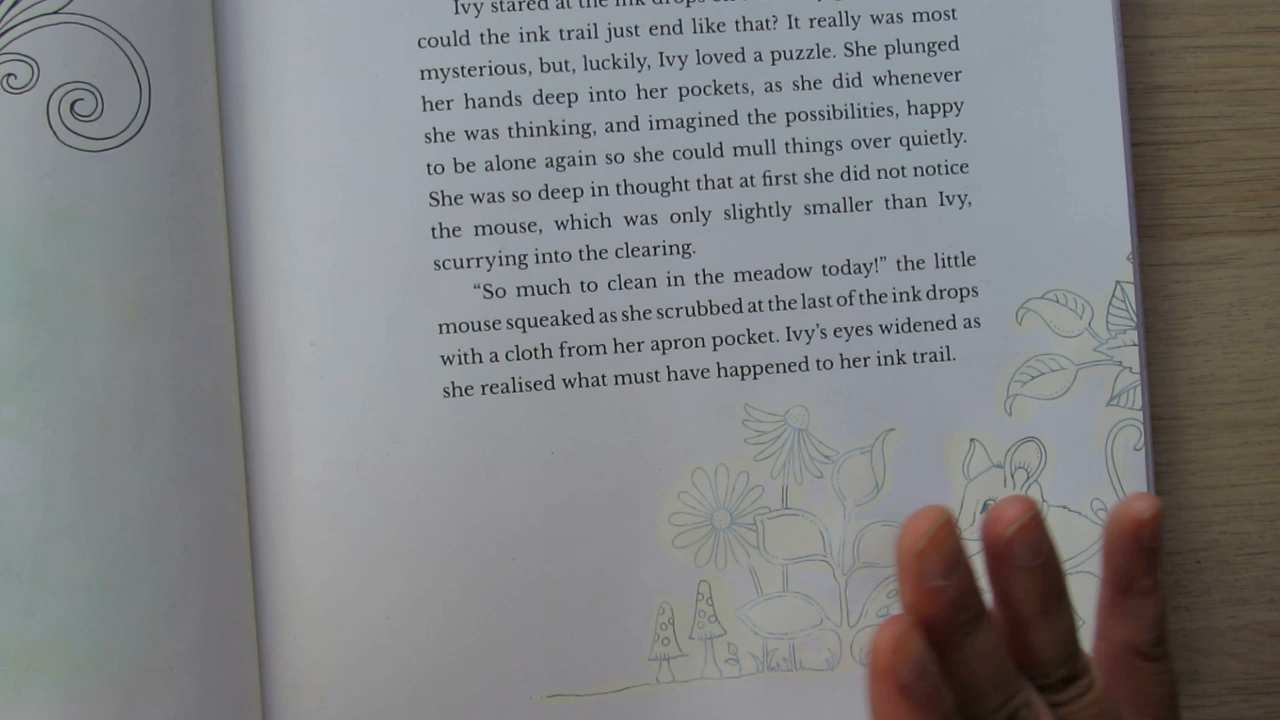 Ivy stared at the ink drops
could the ink trail just end like that? It really was most
mysterious, but, luckily, Ivy loved a puzzle. She plunged
her hands deep into her pockets, as she did whenever
she was thinking, and imagined the possibilities, happy
to be alone again so she could mull things over quietly.
She was so deep in thought that at first she did not notice
the mouse, which was only slightly smaller than Ivy,
scurrying into the clearing.
“So much to clean in the meadow today!” the little
mouse squeaked as she scrubbed at the last of the ink drops
with a cloth from her apron pocket. Ivy’s eyes widened as
she realised what must have happened to her ink trail.